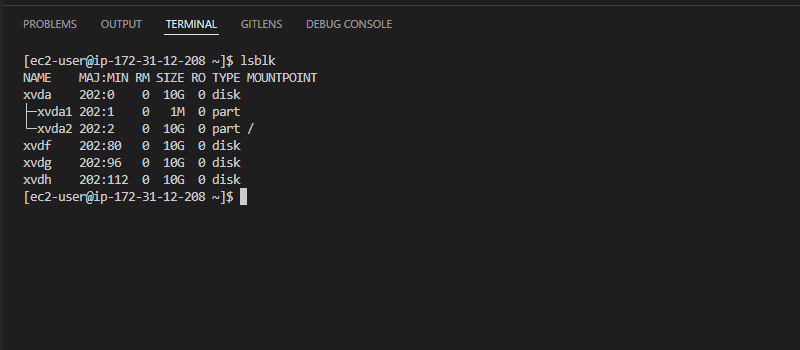 PROBLEMS OUTPUT TERMINAL GITLENS DEBUG CONSOLE
[ec2-user@ip-172-31-12-208 ~]$ lsblk
NAME    MAJ:MIN RM SIZE RO TYPE MOUNTPOINT
xvda    202:0    0  10G  0 disk
├─xvda1 202:1    0   1M  0 part
└─xvda2 202:2    0  10G  0 part /
xvdf    202:80   0  10G  0 disk
xvdg    202:96   0  10G  0 disk
xvdh    202:112  0  10G  0 disk
[ec2-user@ip-172-31-12-208 ~]$